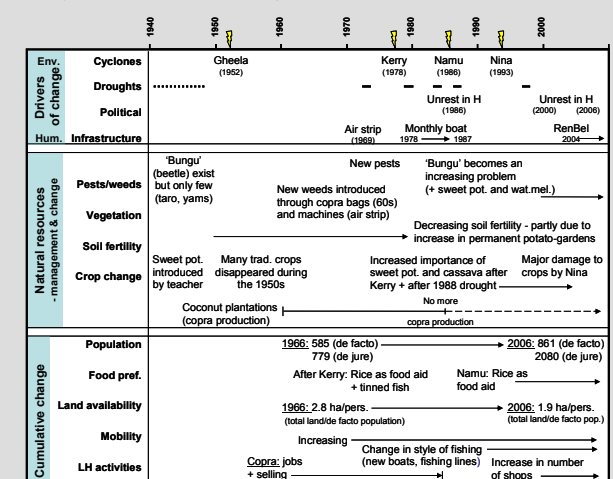 1940 1950 1960 1970 1980 1990 2000
Env. Cyclones Gheela Kerry Namu Nina
(1952) (1978) (1986) (1993)
Drivers of change
Droughts
Political Unrest in H Unrest in H
(1986) (2000) (2006)
Hum. Infrastructure Air strip Monthly boat RenBel
(1969) 1978 1987 2004
Natural resources
- management & change
Pests/weeds
'Bungu'
(beetle) exist
but only few
(taro, yams)
New pests
'Bungu' becomes an
increasing problem
(+ sweet pot. and wat.mel.)
Vegetation
New weeds introduced
through copra bags (60s)
and machines (air strip)
Soil fertility
Decreasing soil fertility - partly due to
increase in permanent potato-gardens
Crop change
Sweet pot.
introduced
by teacher
Many trad. crops
disappeared during
the 1950s
Increased importance of
sweet pot. and cassava after
Kerry + after 1988 drought
Major damage to
crops by Nina
Coconut plantations
(copra production)
No more
copra production
Cumulative change
Population 1966: 585 (de facto) 2006: 861 (de facto)
779 (de jure) 2080 (de jure)
Food pref.
After Kerry: Rice as food aid
+ tinned fish
Namu: Rice as
food aid
Land availability 1966: 2.8 ha/pers. 2006: 1.9 ha/pers.
(total land/de facto population) (total land/de facto pop.)
Mobility Increasing
LH activities
Copra: jobs
+ selling
Change in style of fishing
(new boats, fishing lines)
Increase in number
of shops